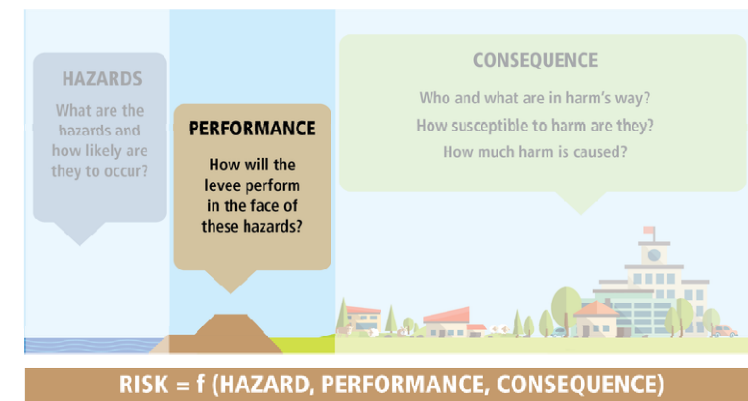 HAZARDS
What are the
hazards and
how likely are
they to occur?
PERFORMANCE
How will the
levee perform
in the face of
these hazards?
CONSEQUENCE
Who and what are in harm's way?
How susceptible to harm are they?
How much harm is caused?
RISK = f (HAZARD, PERFORMANCE, CONSEQUENCE)